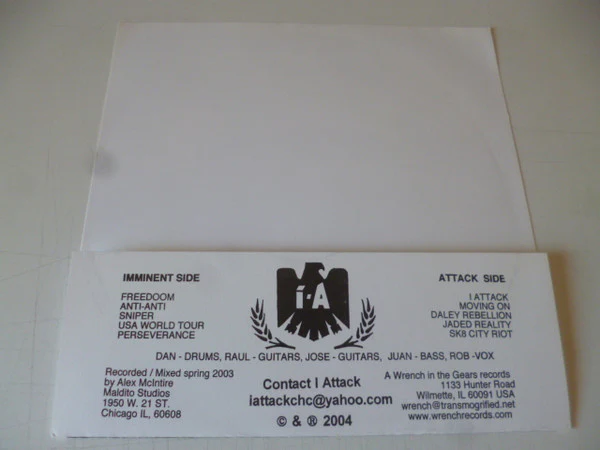 IMMINENT SIDE
FREEDOOM
ANTI-ANTI
SNIPER
USA WORLD TOUR
PERSEVERANCE
i-A
ATTACK SIDE
I ATTACK
MOVING ON
DALEY REBELLION
JADED REALITY
SK8 CITY RIOT
DAN - DRUMS, RAUL - GUITARS, JOSE - GUITARS, JUAN - BASS, ROB -VOX
Recorded / Mixed spring 2003
by Alex McIntire
Maldito Studios
1950 W. 21 ST.
Chicago IL, 60608
Contact I Attack
iattackchc@yahoo.com
© & ® 2004
A Wrench in the Gears records
1133 Hunter Road
Wilmette, IL 60091 USA
wrench@transmogrified.net
www.wrenchrecords.com